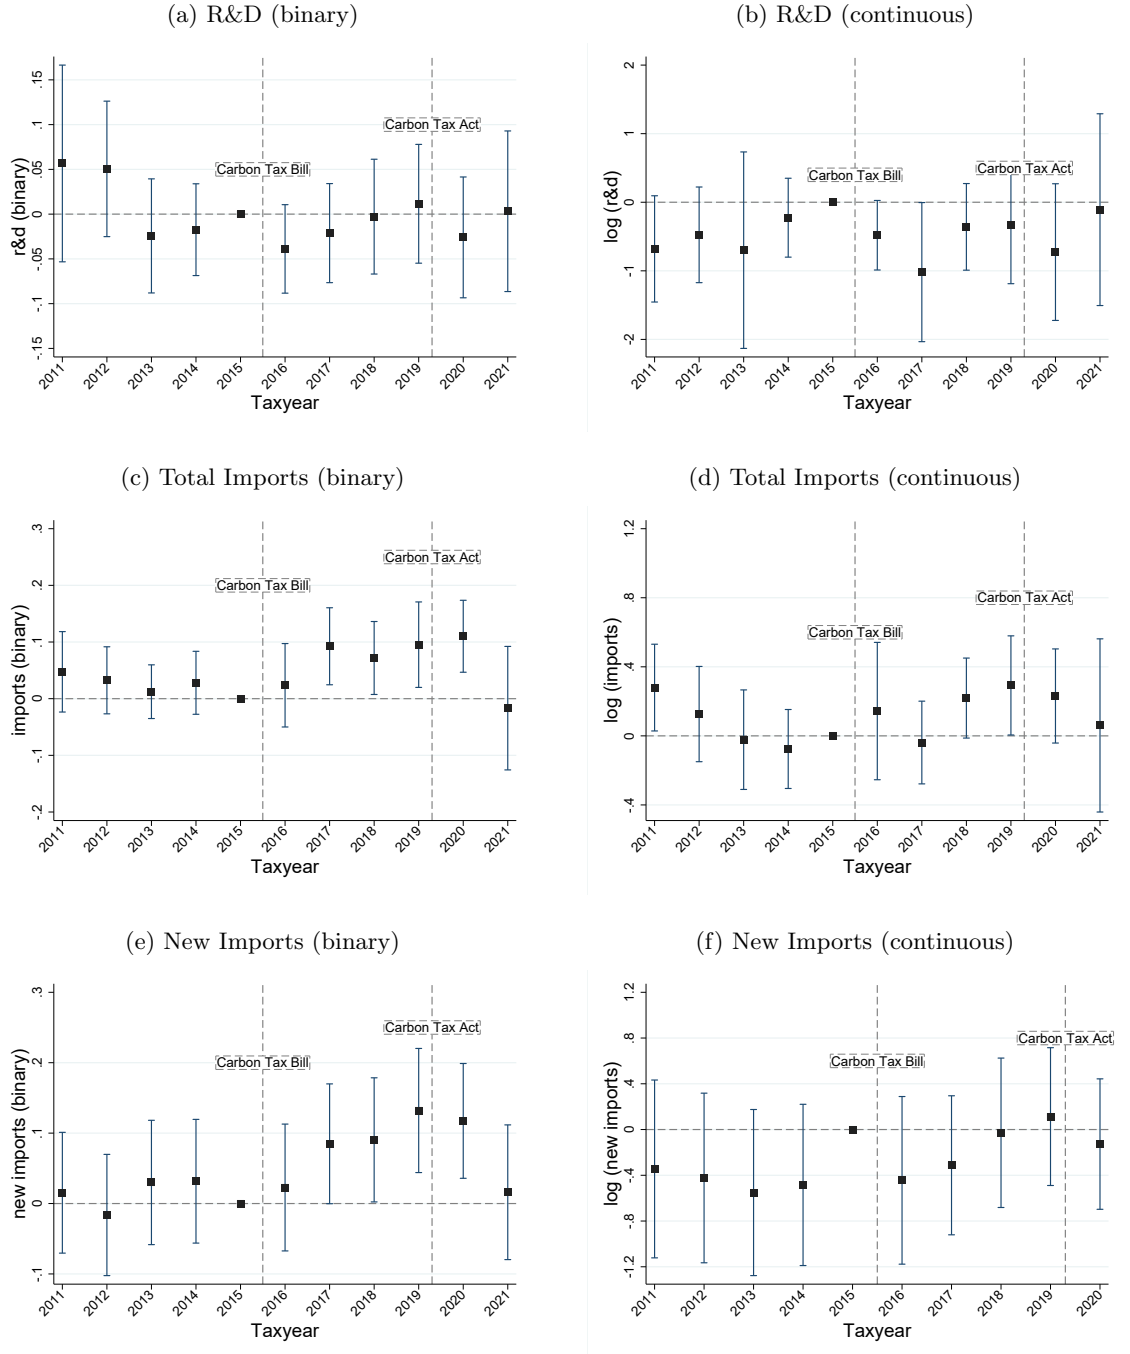 (a) R&D (binary)
(b) R&D (continuous)
r&d (binary)
.15
.1
.05
0
-.05
-.1
-.15
Carbon Tax Bill
Carbon Tax Act
2011 2012 2013 2014 2015 2016 2017 2018 2019 2020 2021
Taxyear
log (r&d)
2
1
0
-1
-2
Carbon Tax Bill
Carbon Tax Act
2011 2012 2013 2014 2015 2016 2017 2018 2019 2020 2021
Taxyear
(c) Total Imports (binary)
(d) Total Imports (continuous)
imports (binary)
.3
.2
.1
0
-.1
-.2
Carbon Tax Act
Carbon Tax Bill
2011 2012 2013 2014 2015 2016 2017 2018 2019 2020 2021
Taxyear
log (imports)
1.2
.8
.4
0
-.4
Carbon Tax Act
Carbon Tax Bill
2011 2012 2013 2014 2015 2016 2017 2018 2019 2020 2021
Taxyear
(e) New Imports (binary)
(f) New Imports (continuous)
new imports (binary)
.3
.2
.1
0
-.1
Carbon Tax Act
Carbon Tax Bill
2011 2012 2013 2014 2015 2016 2017 2018 2019 2020 2021
Taxyear
log (new imports)
1.2
.8
.4
0
-.4
-.8
-1.2
Carbon Tax Act
Carbon Tax Bill
2011 2012 2013 2014 2015 2016 2017 2018 2019 2020
Taxyear